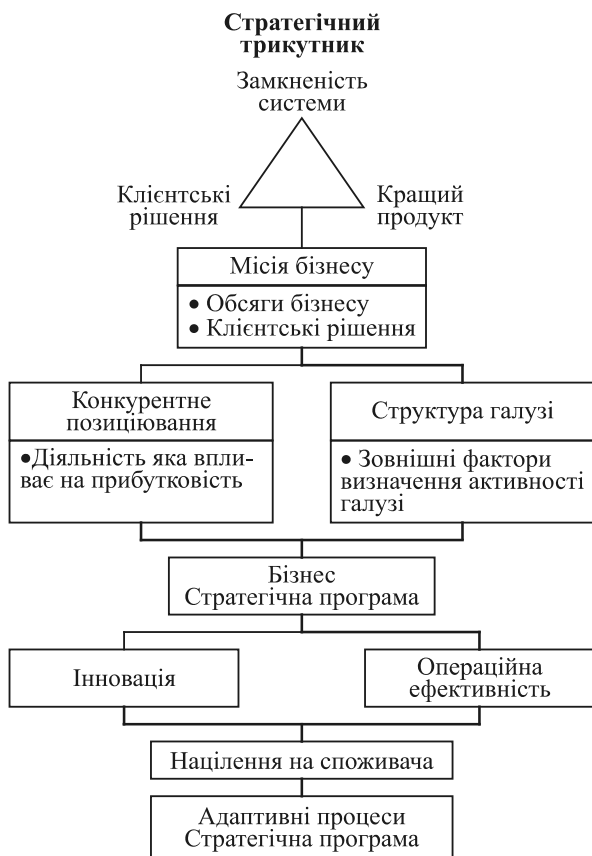 Стратегічний
трикутник
Замкненість
системи
Клієнтські
рішення
Кращий
продукт
Місія бізнесу
• Обсяги бізнесу
• Клієнтські рішення
Конкурентне
позиціювання
•Діяльність яка впли-
ває на прибутковість
Структура галузі
• Зовнішні фактори
визначення активності
галузі
Бізнес
Стратегічна програма
Інновація
Операційна
ефективність
Націлення на споживача
Адаптивні процеси
Стратегічна програма